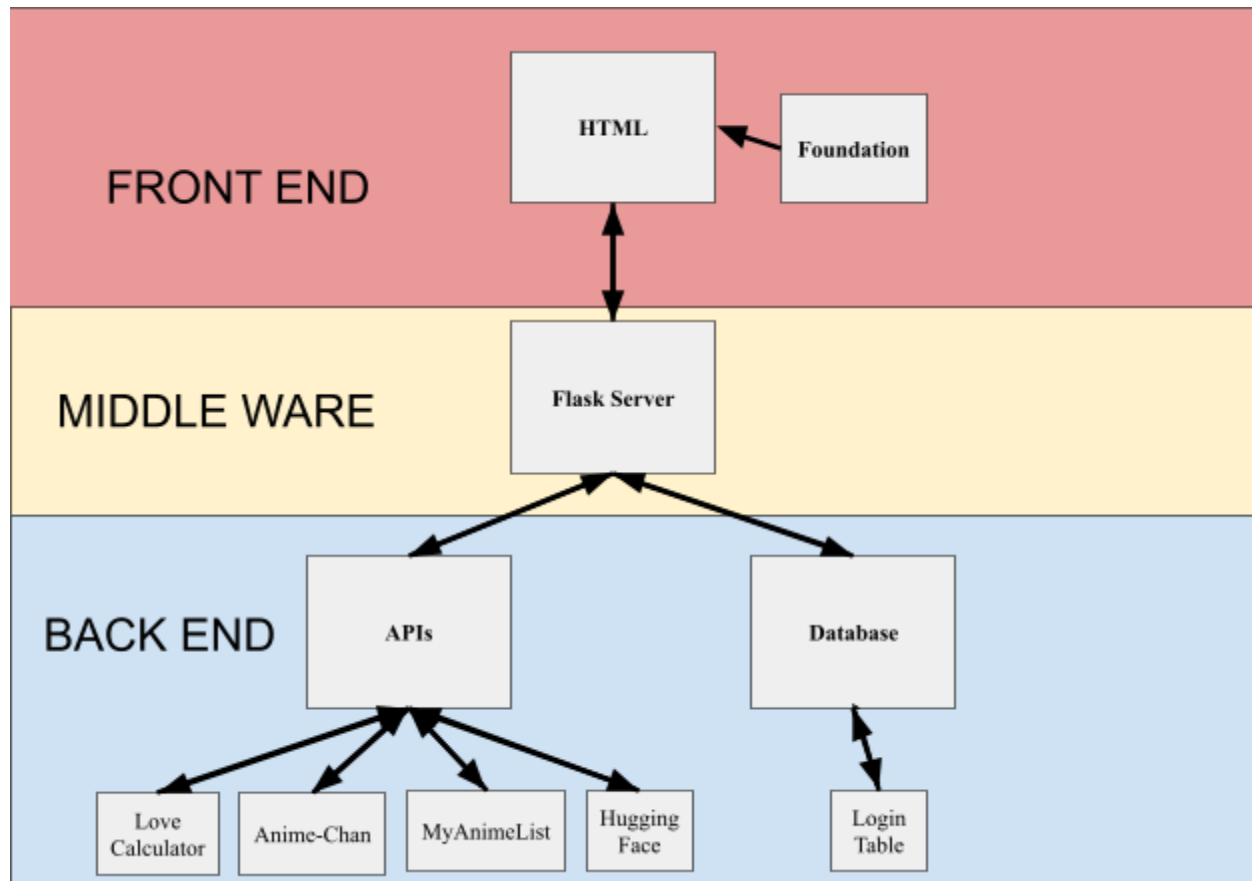 HTML
Foundation
FRONT END
Flask Server
MIDDLE WARE
APIs
Database
BACK END
Love
Calculator
Anime-Chan
MyAnimeList
Hugging
Face
Login
Table